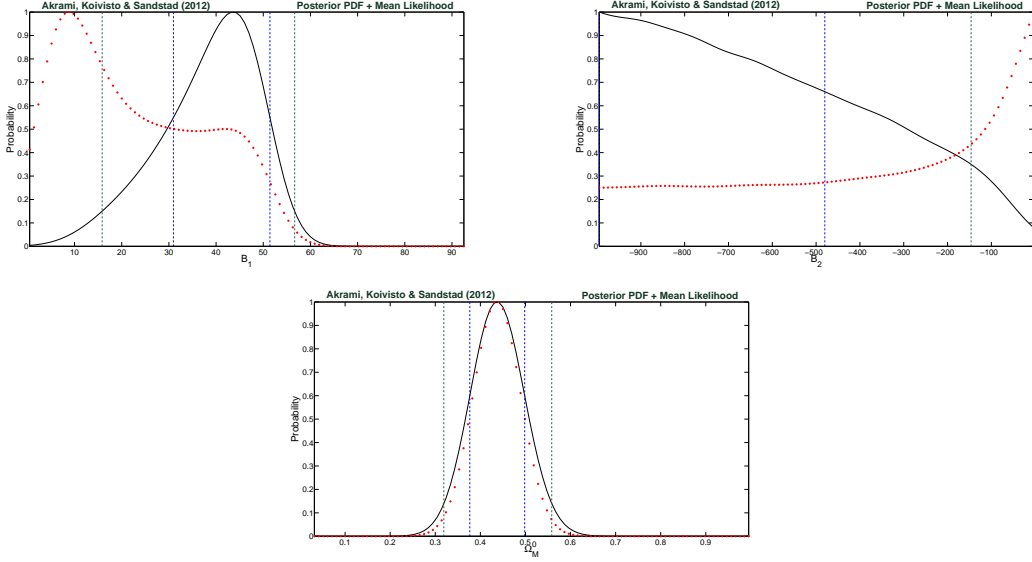 Akrami, Koivisto & Sandstad (2012) Posterior PDF + Mean Likelihood
1
0.9
0.8
0.7
0.6
0.5
0.4
0.3
0.2
0.1
0
Probability
10 20 30 40 50 60 70 80 90
B1
Akrami, Koivisto & Sandstad (2012) Posterior PDF + Mean Likelihood
1
0.9
0.8
0.7
0.6
0.5
0.4
0.3
0.2
0.1
0
Probability
−900 −800 −700 −600 −500 −400 −300 −200 −100
B2
Akrami, Koivisto & Sandstad (2012) Posterior PDF + Mean Likelihood
1
0.9
0.8
0.7
0.6
0.5
0.4
0.3
0.2
0.1
0
Probability
0.1 0.2 0.3 0.4 0.5 0.6 0.7 0.8 0.9
Ω0M